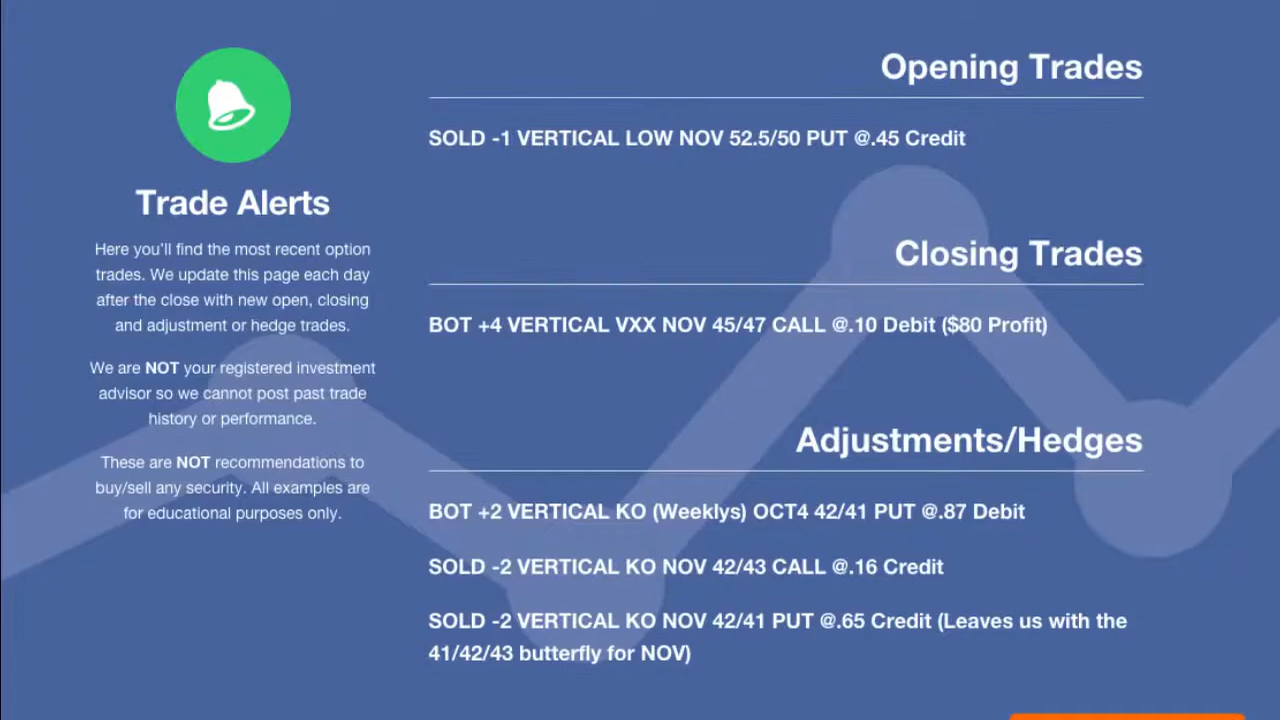 Trade Alerts
Here you'll find the most recent option
trades. We update this page each day
after the close with new open, closing
and adjustment or hedge trades.
We are NOT your registered investment
advisor so we cannot post past trade
history or performance.
These are NOT recommendations to
buy/sell any security. All examples are
for educational purposes only.
Opening Trades
SOLD -1 VERTICAL LOW NOV 52.5/50 PUT @.45 Credit
Closing Trades
BOT +4 VERTICAL VXX NOV 45/47 CALL @.10 Debit ($80 Profit)
Adjustments/Hedges
BOT +2 VERTICAL KO (Weeklys) OCT4 42/41 PUT @.87 Debit
SOLD -2 VERTICAL KO NOV 42/43 CALL @.16 Credit
SOLD -2 VERTICAL KO NOV 42/41 PUT @.65 Credit (Leaves us with the
41/42/43 butterfly for NOV)